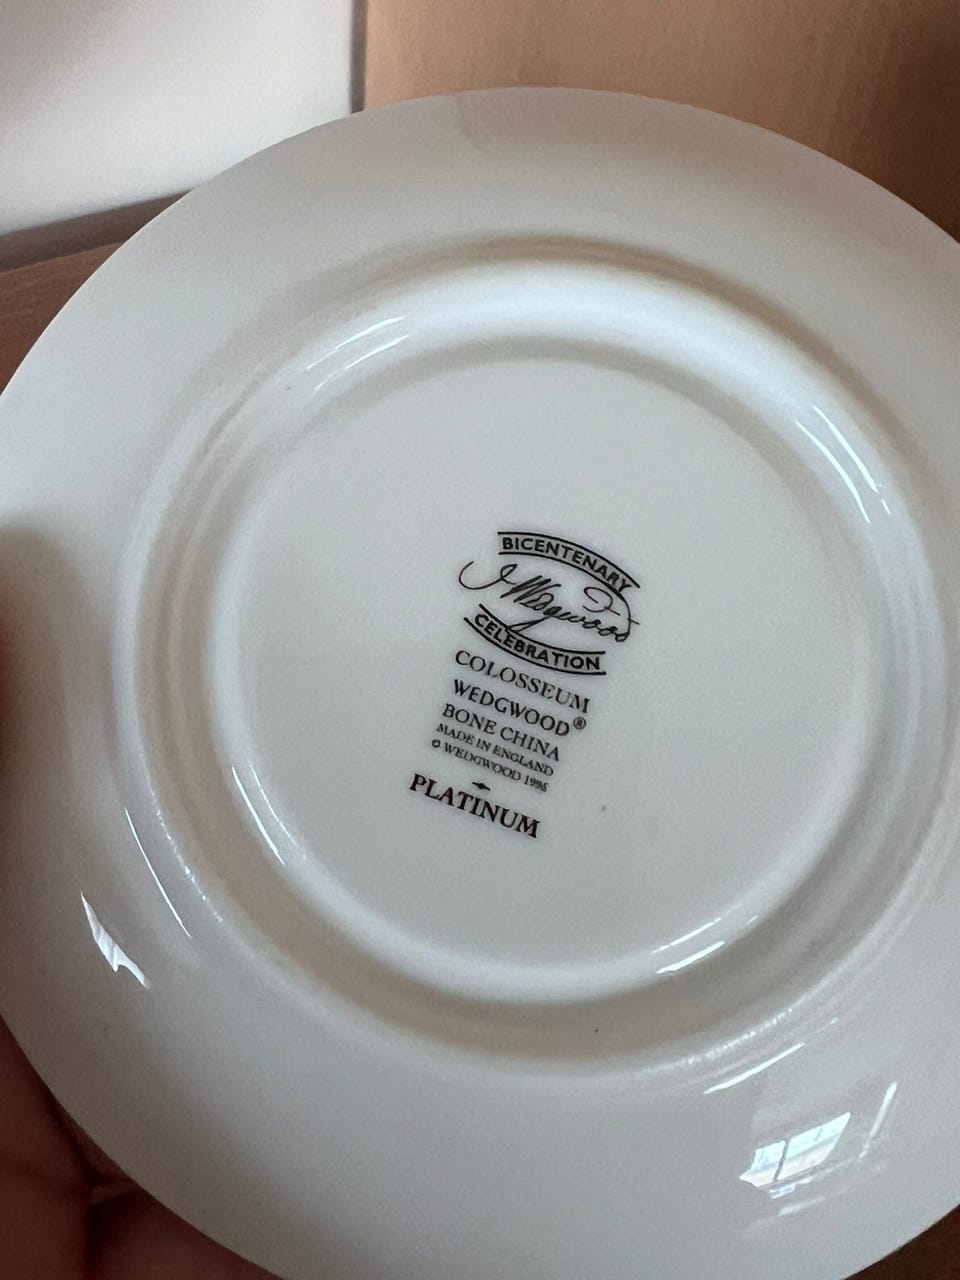 BICENTENARY
J Wedgwood
CELEBRATION
COLOSSEUM
WEDGWOOD®
BONE CHINA
MADE IN ENGLAND
© WEDGWOOD 1995
PLATINUM